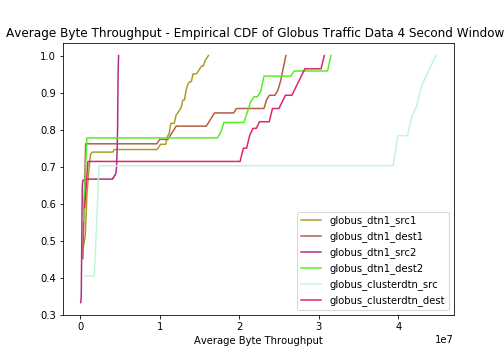 Average Byte Throughput - Empirical CDF of Globus Traffic Data 4 Second Window
1.0
0.9
0.8
0.7
0.6
0.5
0.4
0.3
globus_dtn1_src1
globus_dtn1_dest1
globus_dtn1_src2
globus_dtn1_dest2
globus_clusterdtn_src
globus_clusterdtn_dest
0 1 2 3 4
1e7
Average Byte Throughput